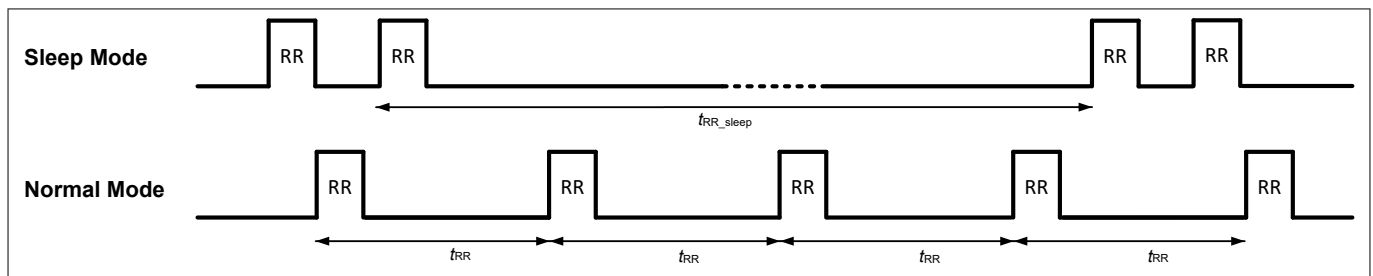 Sleep Mode
RR RR RR RR
tRR_sleep
Normal Mode
RR RR RR RR RR
tRR tRR tRR tRR